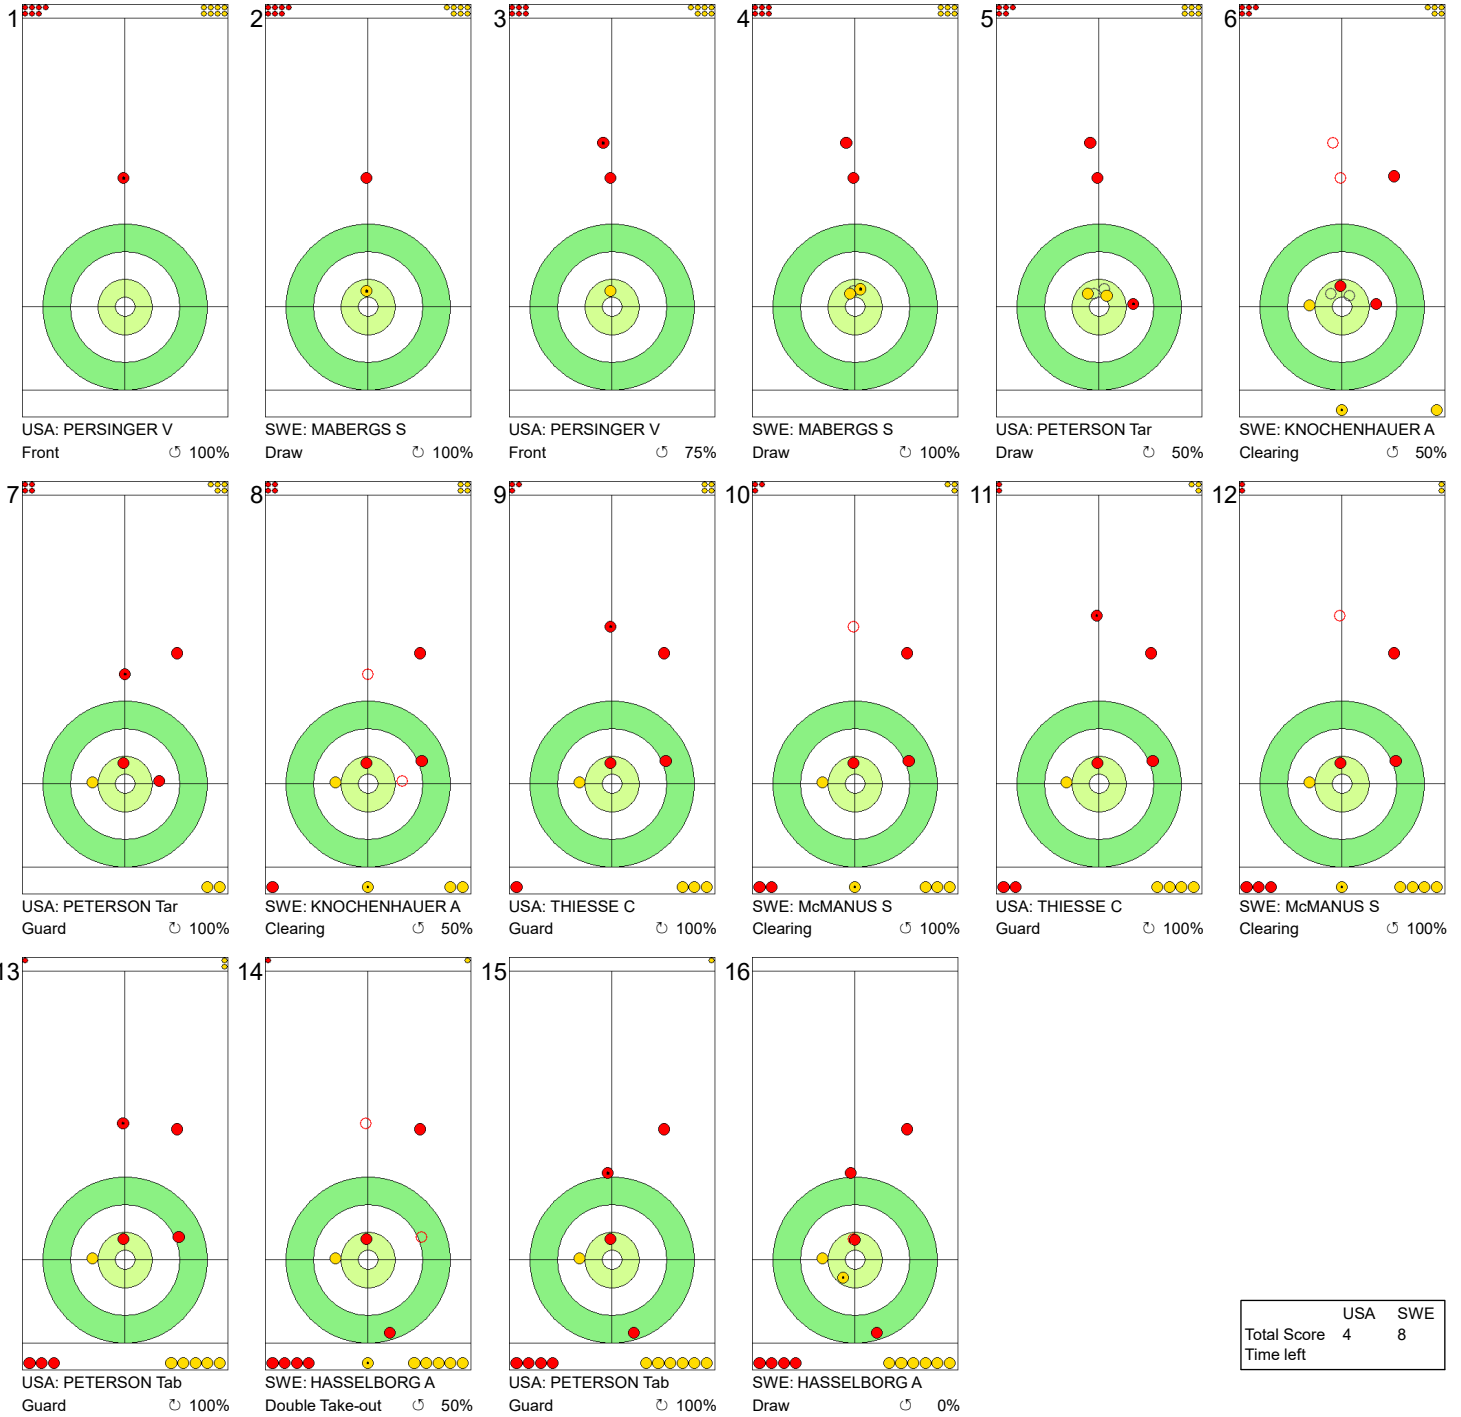 1 2 3 4 5 6
USA: PERSINGER V SWE: MABERGS S USA: PERSINGER V SWE: MABERGS S USA: PETERSON Tar SWE: KNOCHENHAUER A
Front ↺ 100% Draw ↺ 100% Front ↺ 75% Draw ↺ 100% Draw ↻ 50% Clearing ↺ 50%
7 8 9 10 11 12
USA: PETERSON Tar SWE: KNOCHENHAUER A USA: THIESSE C SWE: McMANUS S USA: THIESSE C SWE: McMANUS S
Guard ↻ 100% Clearing ↺ 50% Guard ↻ 100% Clearing ↺ 100% Guard ↻ 100% Clearing ↺ 100%
13 14 15 16
USA SWE
Total Score 4 8
Time left
USA: PETERSON Tab SWE: HASSELBORG A USA: PETERSON Tab SWE: HASSELBORG A
Guard ↻ 100% Double Take-out ↺ 50% Guard ↻ 100% Draw ↺ 0%